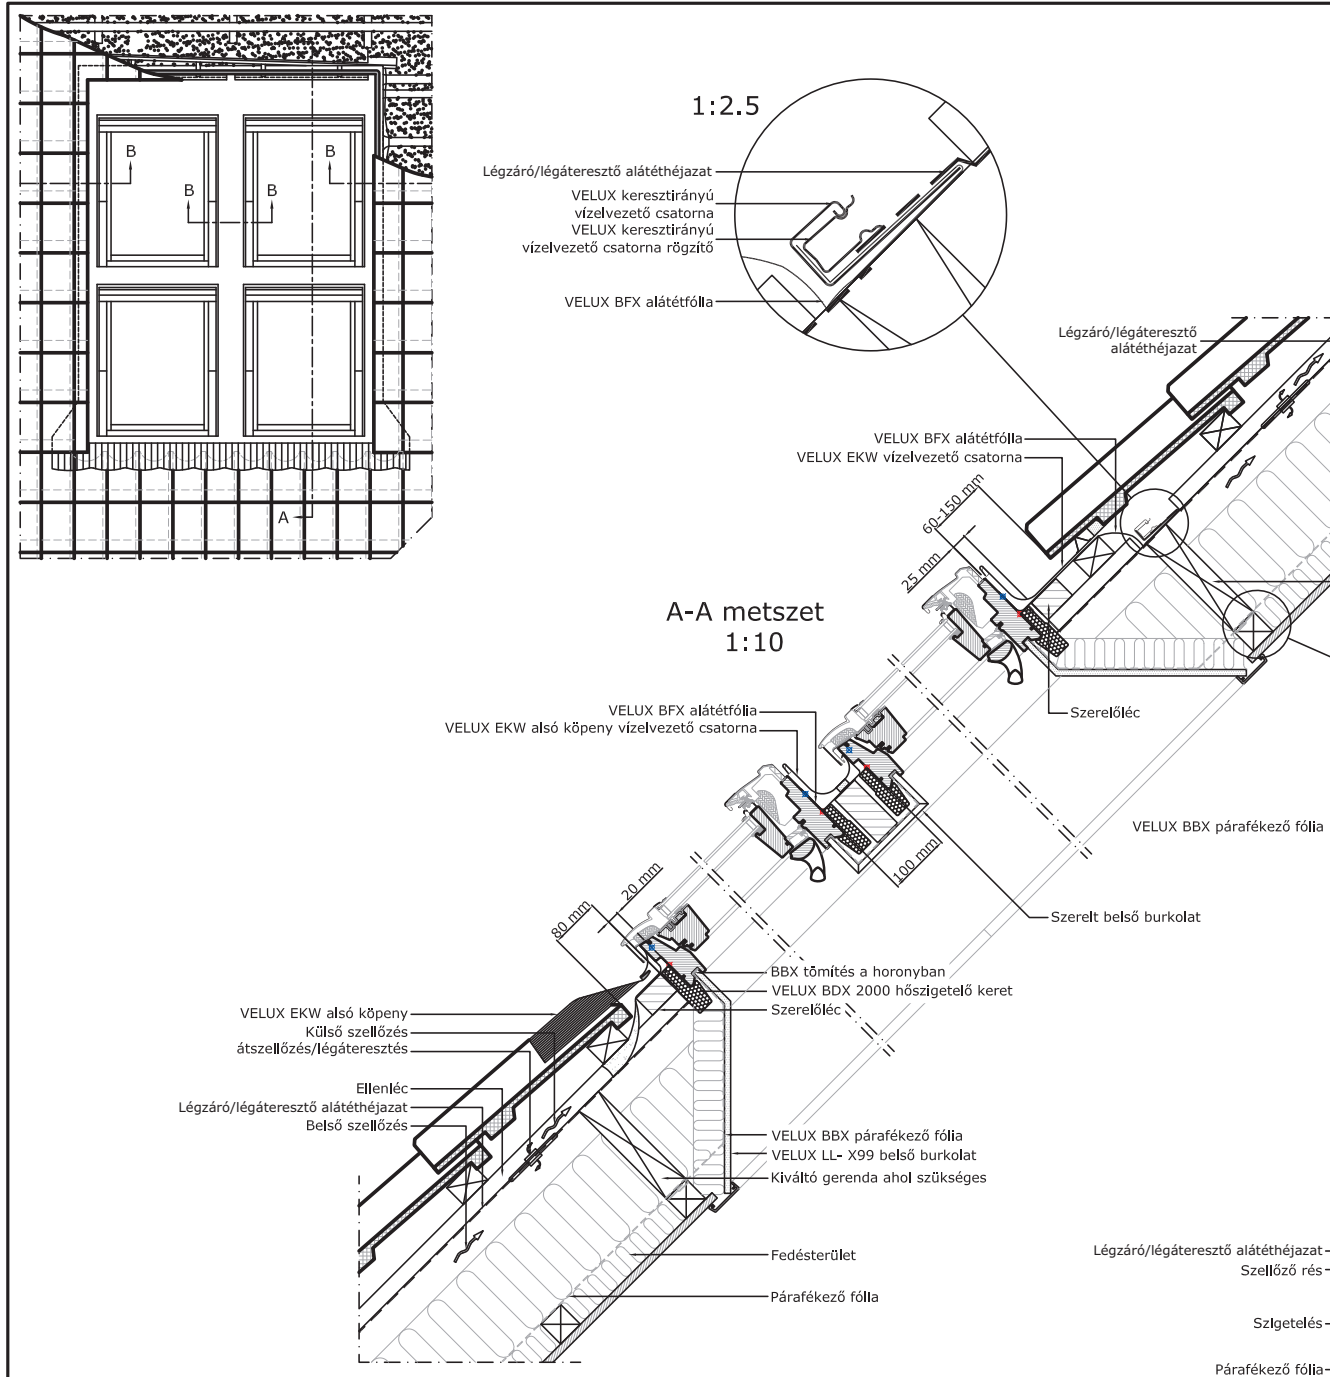 B
B
B
B
A
1:2.5
Légzáró/légáteresztő alátéthéjazat
VELUX keresztirányú
vízelvezető csatorna
VELUX keresztirányú
vízelvezető csatorna rögzítő
VELUX BFX alátétfólia
Légzáró/légáteresztő
alátéthéjazat
VELUX BFX alátétfólia
VELUX EKW vízelvezető csatorna
60-150 mm
25 mm
A-A metszet
1:10
VELUX BFX alátétfólia
VELUX EKW alsó köpeny vízelvezető csatorna
Szerelőléc
VELUX BBX párafékező fólia
100 mm
20 mm
80 mm
Szerelt belső burkolat
BBX tömítés a horonyban
VELUX BDX 2000 hőszigetelő keret
Szerelőléc
VELUX EKW alsó köpeny
Külső szellőzés
átszellőzés/légáteresztés
Ellenléc
Légzáró/légáteresztő alátéthéjazat
Belső szellőzés
VELUX BBX párafékező fólia
VELUX LL- X99 belső burkolat
Kiváltó gerenda ahol szükséges
Fedésterület
Párafékező fólia
Légzáró/légáteresztő alátéthéjazat
Szellőző rés
Szigetelés
Párafékező fólia